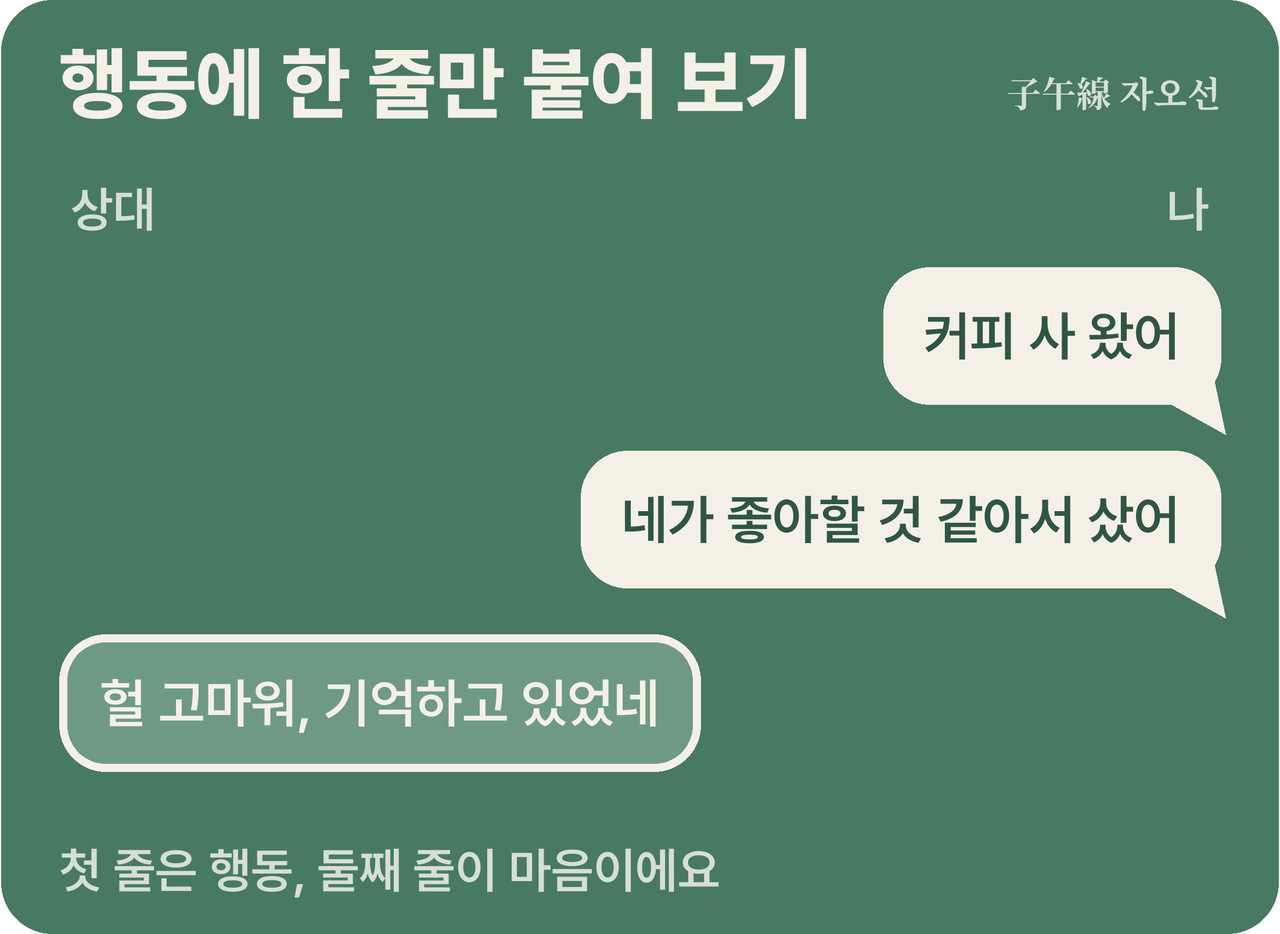 행동에 한 줄만 붙여 보기
子午線 자오선
상대
나
커피 사 왔어
네가 좋아할 것 같아서 샀어
헐 고마워, 기억하고 있었네
첫 줄은 행동, 둘째 줄이 마음이에요